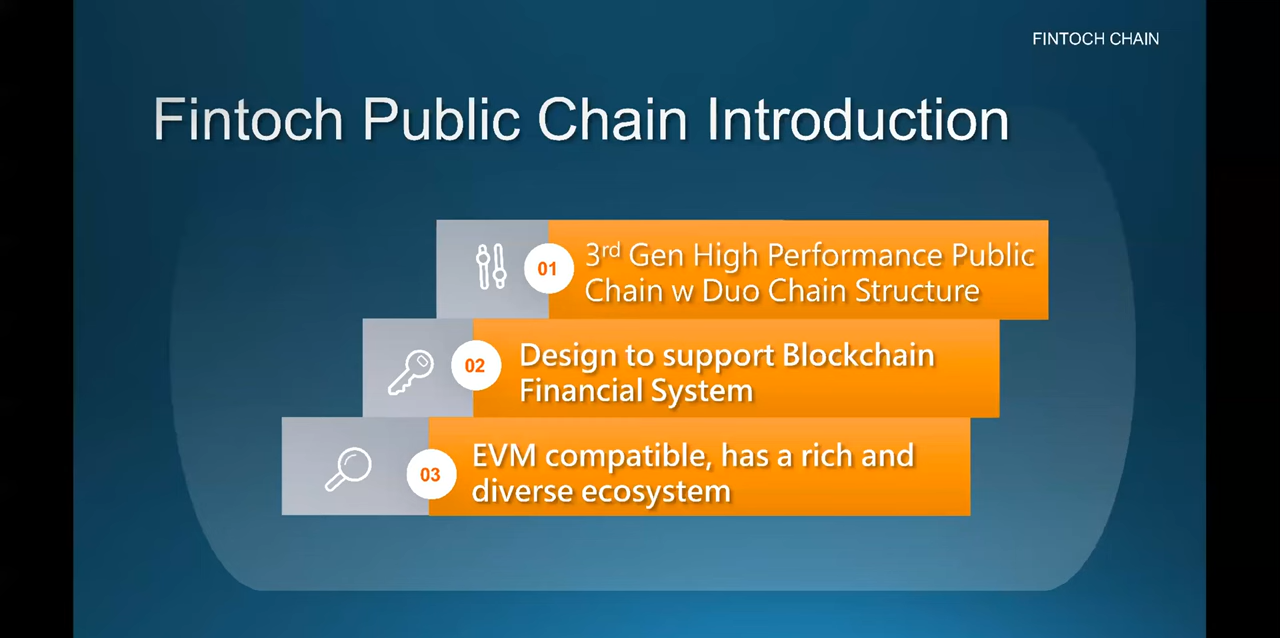 FINTOCH CHAIN
Fintoch Public Chain Introduction
01
3rd Gen High Performance Public
Chain w Duo Chain Structure
02
Design to support Blockchain
Financial System
03
EVM compatible, has a rich and
diverse ecosystem